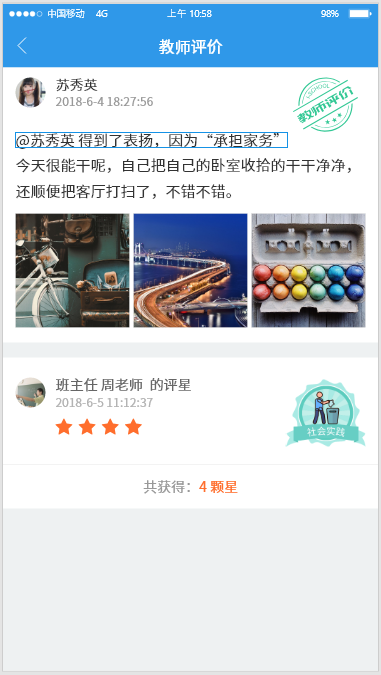 中国移动 4G 上午 10:58 98%
教师评价
苏秀英
2018-6-4 18:27:56
SCHOOL
教师评价
@苏秀英 得到了表扬，因为“承担家务”
今天很能干呢，自己把自己的卧室收拾的干干净净，
还顺便把客厅打扫了，不错不错。
班主任 周老师 的评星
2018-6-5 11:12:37
社会实践
共获得：4 颗星